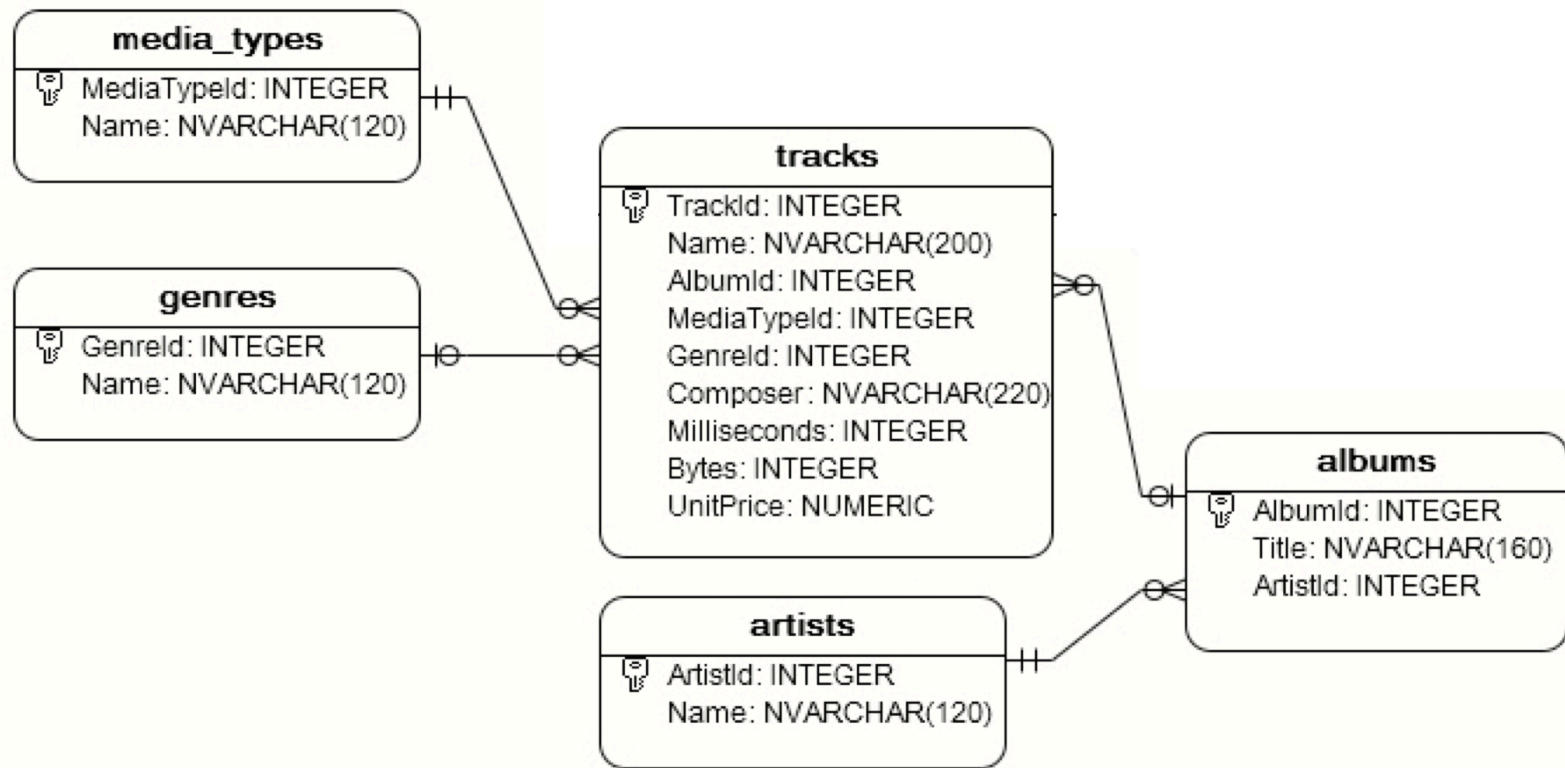 media_types
MediaTypeId: INTEGER
Name: NVARCHAR(120)
genres
GenreId: INTEGER
Name: NVARCHAR(120)
tracks
TrackId: INTEGER
Name: NVARCHAR(200)
AlbumId: INTEGER
MediaTypeId: INTEGER
GenreId: INTEGER
Composer: NVARCHAR(220)
Milliseconds: INTEGER
Bytes: INTEGER
UnitPrice: NUMERIC
artists
ArtistId: INTEGER
Name: NVARCHAR(120)
albums
AlbumId: INTEGER
Title: NVARCHAR(160)
ArtistId: INTEGER